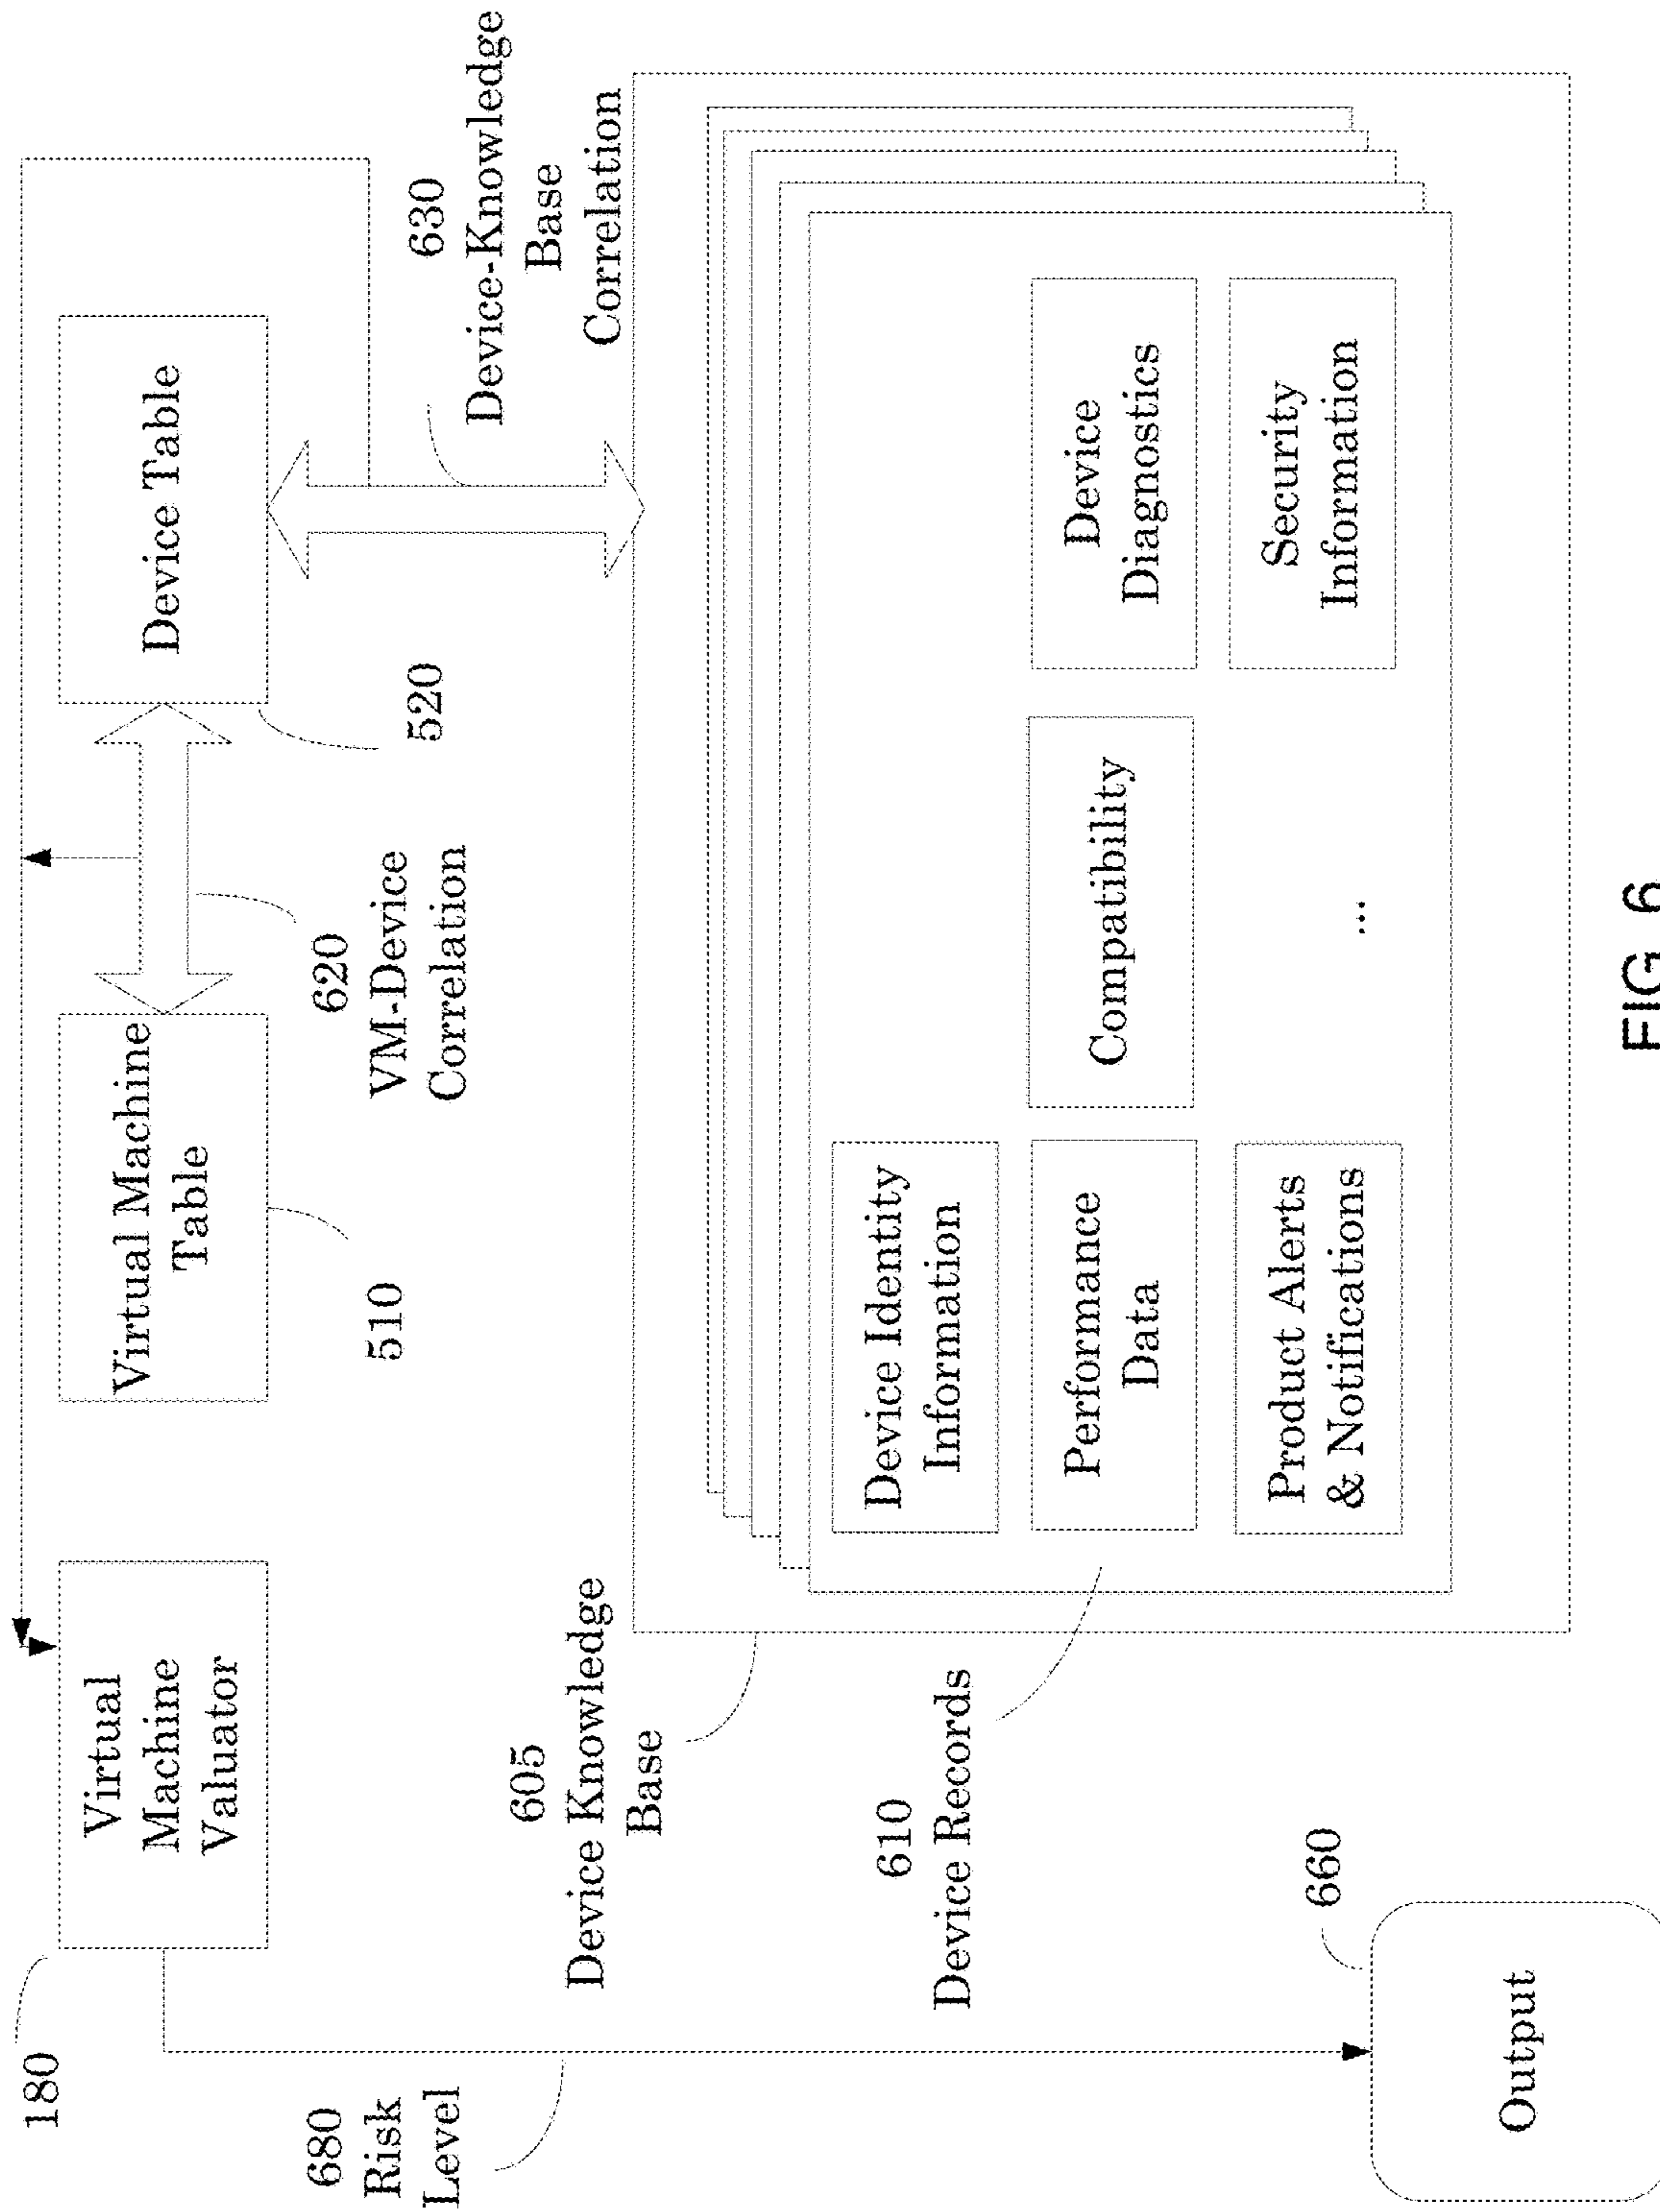 180
Virtual
Machine
Valuator
Virtual Machine
Table
510
Device Table
520
620
VM-Device
Correlation
630
Device-Knowledge
Base
Correlation
680
Risk
Level
605
Device Knowledge
Base
610
Device Records
Device Identity
Information
Performance
Data
Compatibility
Device
Diagnostics
Product Alerts
& Notifications
...
Security
Information
660
Output
FIG. 6